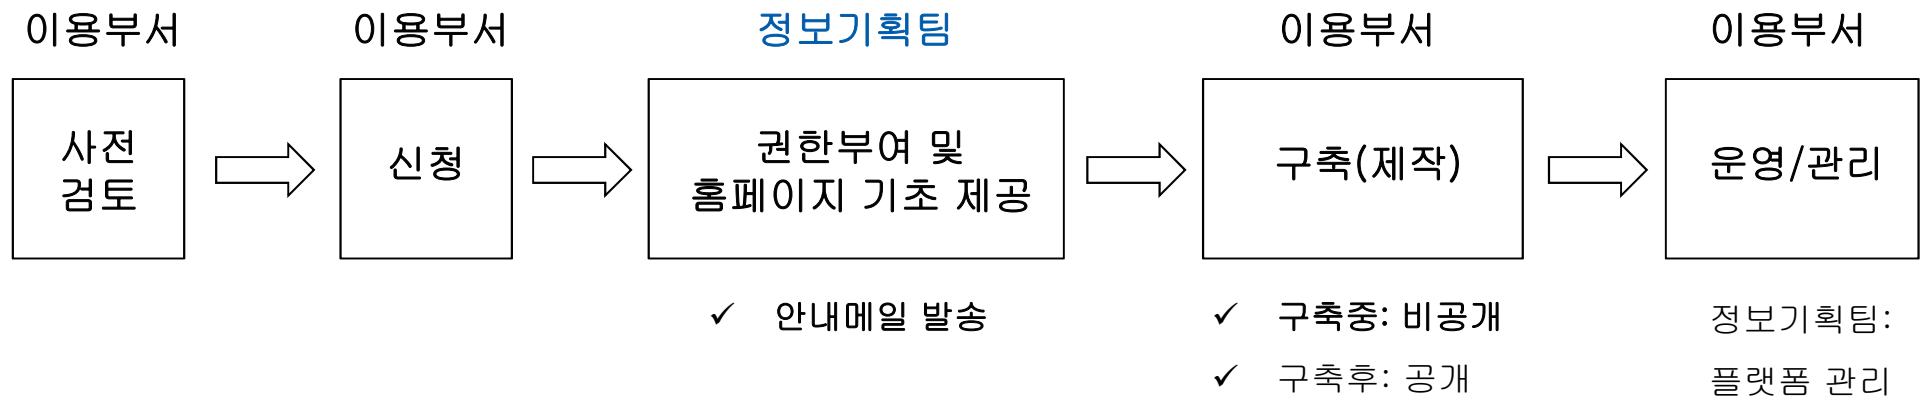 이용부서
이용부서
정보기획팀
이용부서
이용부서
사전
검토
신청
권한부여 및
홈페이지 기초 제공
구축(제작)
운영/관리
✓ 안내메일 발송
✓ 구축중: 비공개
✓ 구축후: 공개
정보기획팀:
플랫폼 관리